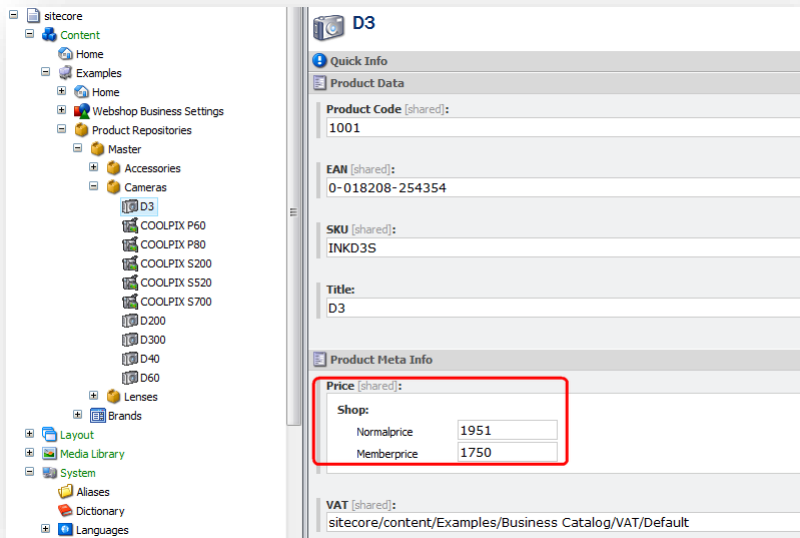 sitecore
Content
Home
Examples
Home
Webshop Business Settings
Product Repositories
Master
Accessories
Cameras
D3
COOLPIX P60
COOLPIX P80
COOLPIX S200
COOLPIX S520
COOLPIX S700
D200
D300
D40
D60
Lenses
Brands
Layout
Media Library
System
Aliases
Dictionary
Languages
D3
Quick Info
Product Data
Product Code [shared]:
1001
EAN [shared]:
0-018208-254354
SKU [shared]:
INKD3S
Title:
D3
Product Meta Info
Price [shared]:
Shop:
Normalprice 1951
Memberprice 1750
VAT [shared]:
sitecore/content/Examples/Business Catalog/VAT/Default